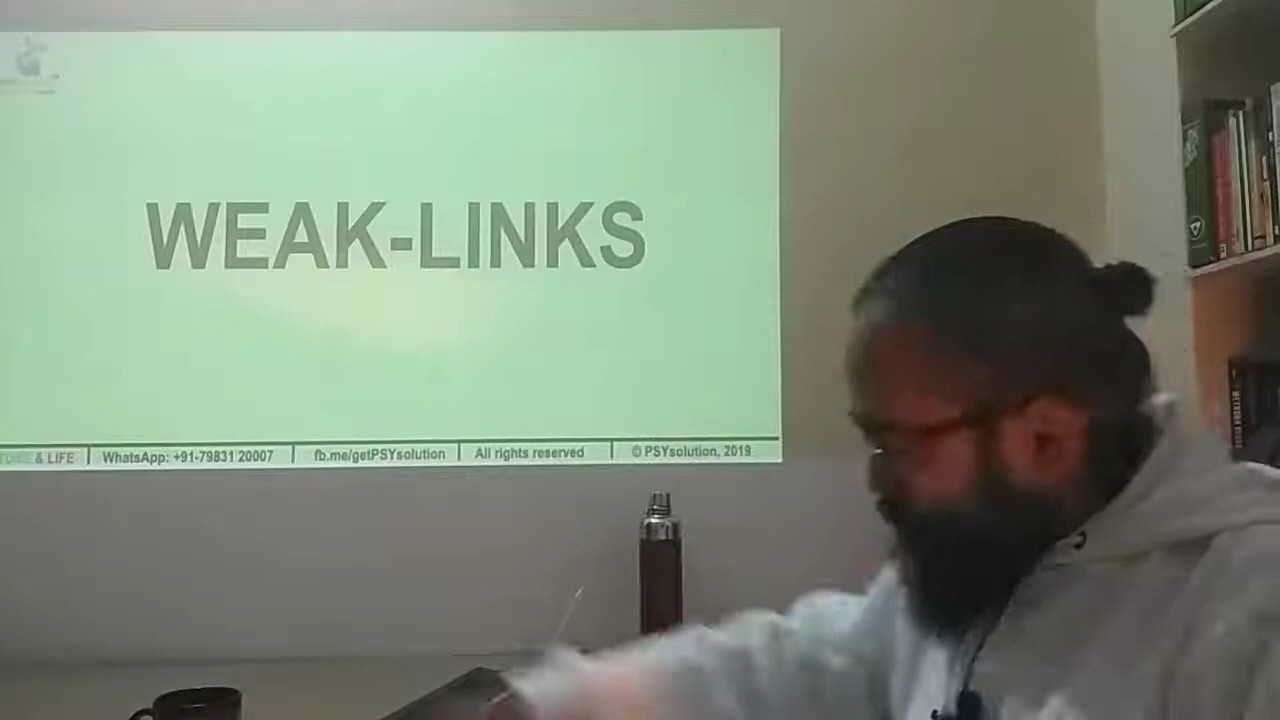 WEAK-LINKS
& LIFE
WhatsApp: +91-79831 20007
fb.me/getPSYsolution
All rights reserved
© PSYsolution, 2019